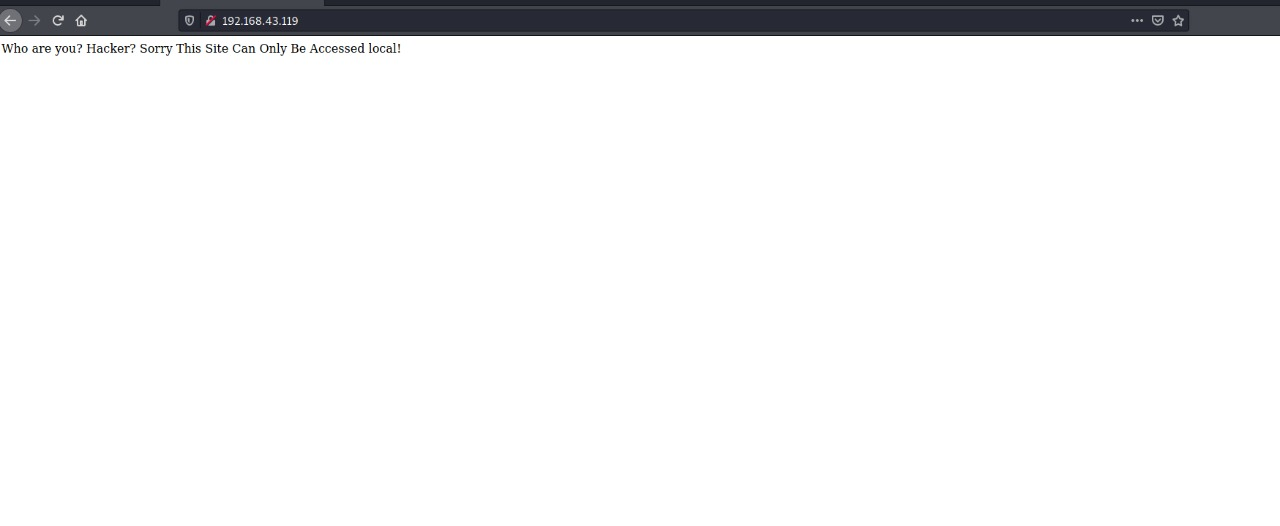 192.168.43.119
Who are you? Hacker? Sorry This Site Can Only Be Accessed local!